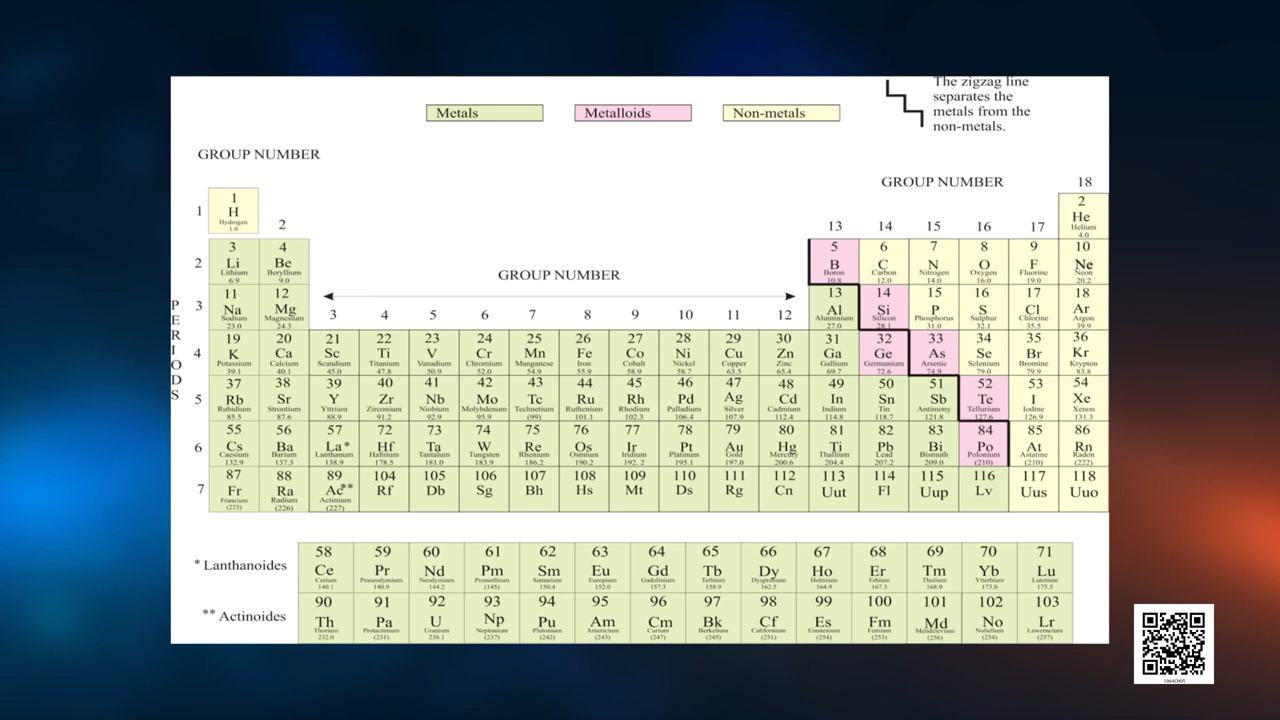 The zigzag line
separates the
metals from the
non-metals.
Metals Metalloids Non-metals
GROUP NUMBER
GROUP NUMBER 18
1 2
1 H He
Hydrogen Helium
1.0 4.0
2 13 14 15 16 17
3 4 5 6 7 8 9 10
2 Li Be B C N O F Ne
Lithium Beryllium Boron Carbon Nitrogen Oxygen Fluorine Neon
6.9 9.0 10.8 12.0 14.0 16.0 19.0 20.2
GROUP NUMBER
3 4 5 6 7 8 9 10 11 12
PERIODS
11 12 13 14 15 16 17 18
3 Na Mg Al Si P S Cl Ar
Sodium Magnesium Aluminium Silicon Phosphorus Sulphur Chlorine Argon
23.0 24.3 27.0 28.1 31.0 32.1 35.5 39.9
19 20 21 22 23 24 25 26 27 28 29 30 31 32 33 34 35 36
4 K Ca Sc Ti V Cr Mn Fe Co Ni Cu Zn Ga Ge As Se Br Kr
Potassium Calcium Scandium Titanium Vanadium Chromium Manganese Iron Cobalt Nickel Copper Zinc Gallium Germanium Arsenic Selenium Bromine Krypton
39.1 40.1 45.0 47.8 50.9 52.0 54.9 55.9 58.9 58.7 63.5 65.4 69.7 72.6 74.9 79.0 79.9 83.8
37 38 39 40 41 42 43 44 45 46 47 48 49 50 51 52 53 54
5 Rb Sr Y Zr Nb Mo Tc Ru Rh Pd Ag Cd In Sn Sb Te I Xe
Rubidium Strontium Yttrium Zirconium Niobium Molybdenum Technetium Ruthenium Rhodium Palladium Silver Cadmium Indium Tin Antimony Tellurium Iodine Xenon
85.5 87.6 88.9 91.2 92.9 95.9 (99) 101.1 102.3 106.4 107.9 112.4 114.8 118.7 121.8 127.6 126.9 131.3
55 56 57 72 73 74 75 76 77 78 79 80 81 82 83 84 85 86
6 Cs Ba La* Hf Ta W Re Os Ir Pt Au Hg Ti Pb Bi Po At Rn
Caesium Barium Lanthanum Hafnium Tantalum Tungsten Rhenium Osmium Iridium Platinum Gold Mercury Thallium Lead Bismuth Polonium Astatine Radon
132.9 137.3 138.9 178.5 181.0 183.9 186.2 190.2 192. 2 195.1 197.0 200.6 204.4 207.2 209.0 (210) (210) (222)
87 88 89 104 105 106 107 108 109 110 111 112 113 114 115 116 117 118
7 Fr Ra Ac** Rf Db Sg Bh Hs Mt Ds Rg Cn Uut Fl Uup Lv Uus Uuo
Francium Radium Actinium
(223) (226) (227)
58 59 60 61 62 63 64 65 66 67 68 69 70 71
* Lanthanoides Ce Pr Nd Pm Sm Eu Gd Tb Dy Ho Er Tm Yb Lu
Cerium Neodymium Samarium Europium Gadolinium Terbium Dysprosium Holmium Erbium Thulium Ytterbium Lutetium
140.1 140.9 144.2 (145) 150.4 152.0 157.3 158.9 162.5 164.9 167.3 168.9 173.0 175.5
90 91 92 93 94 95 96 97 98 99 100 101 102 103
** Actinoides Th Pa U Np Pu Am Cm Bk Cf Es Fm Md No Lr
Thorium Protactinium Uranium Neptunium Plutonium Americium Curium Californium Nobelium
232.0 (231) 238.1 (237) (242) (243) (247) (245) (251) (254) (253) (256) (254) (257)
1064CH05